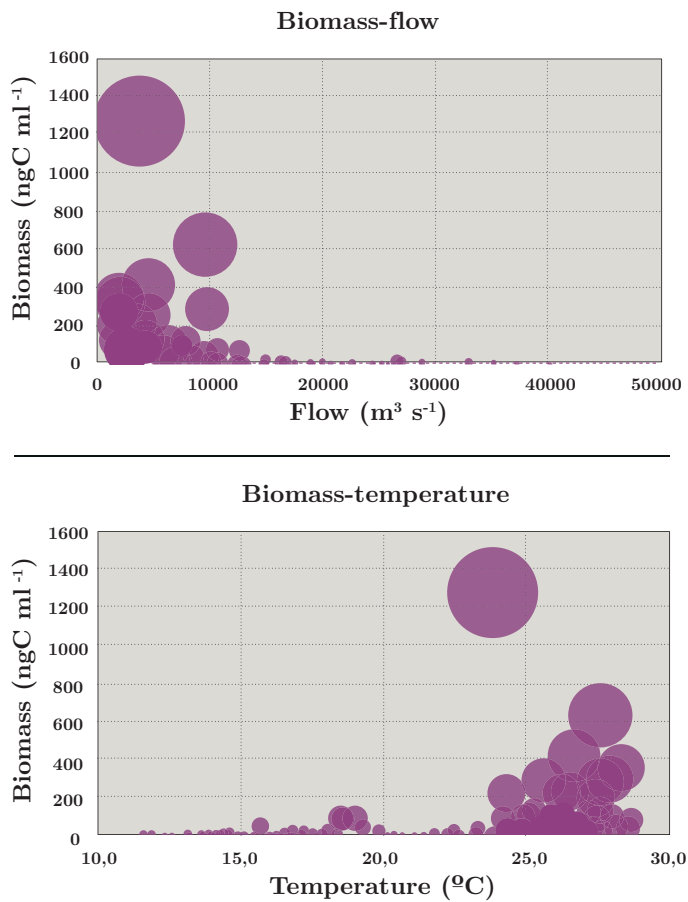 Biomass-flow
Biomass (ngC ml -1)
1600
1400
1200
1000
800
600
400
200
0
0 10000 20000 30000 40000 50000
Flow (m³ s-1)
Biomass-temperature
Biomass (ngC ml -1)
1600
1400
1200
1000
800
600
400
200
0
10,0 15,0 20,0 25,0 30,0
Temperature (ºC)